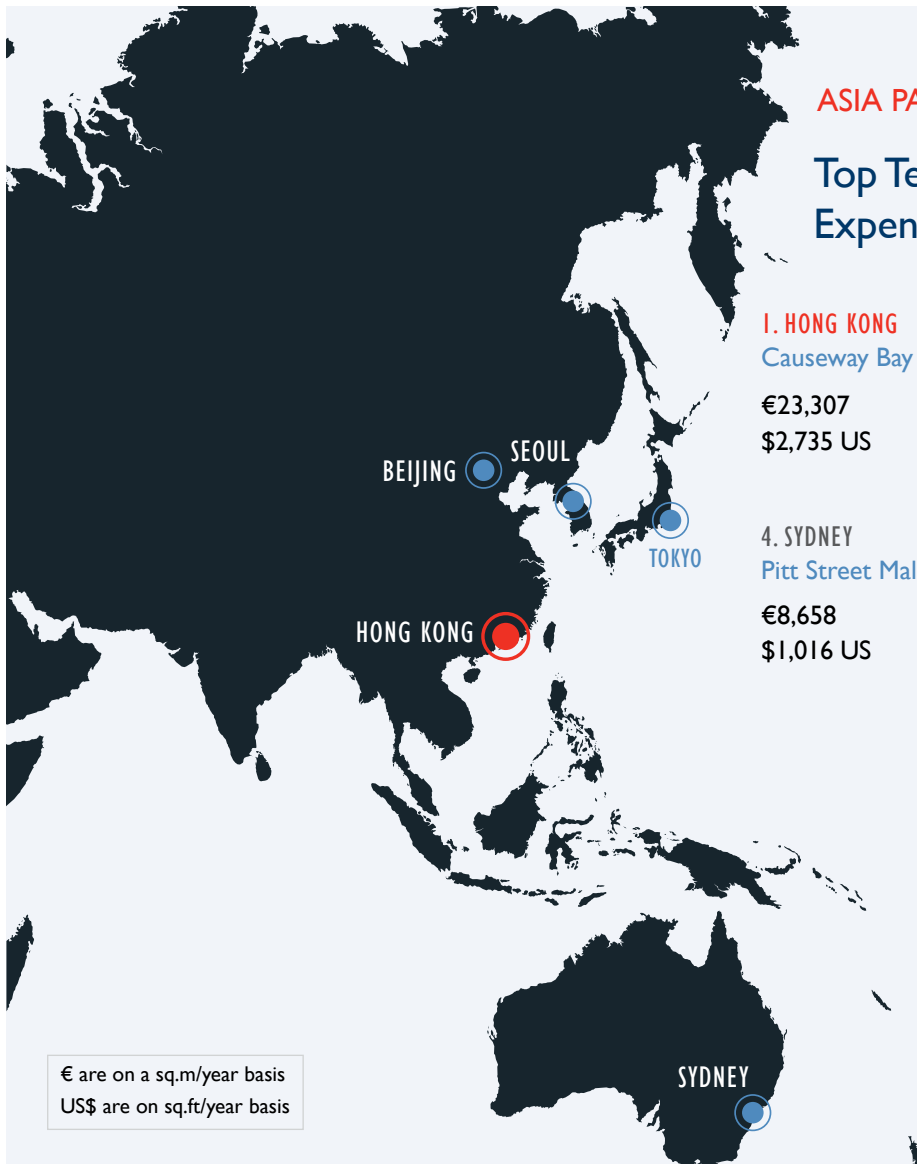 ASIA PA
Top Te
Expen
1. HONG KONG
Causeway Bay
€23,307
$2,735 US
SEOUL
BEIJING
TOKYO
4. SYDNEY
Pitt Street Mal
€8,658
$1,016 US
HONG KONG
SYDNEY
€ are on a sq.m/year basis
US$ are on sq.ft/year basis